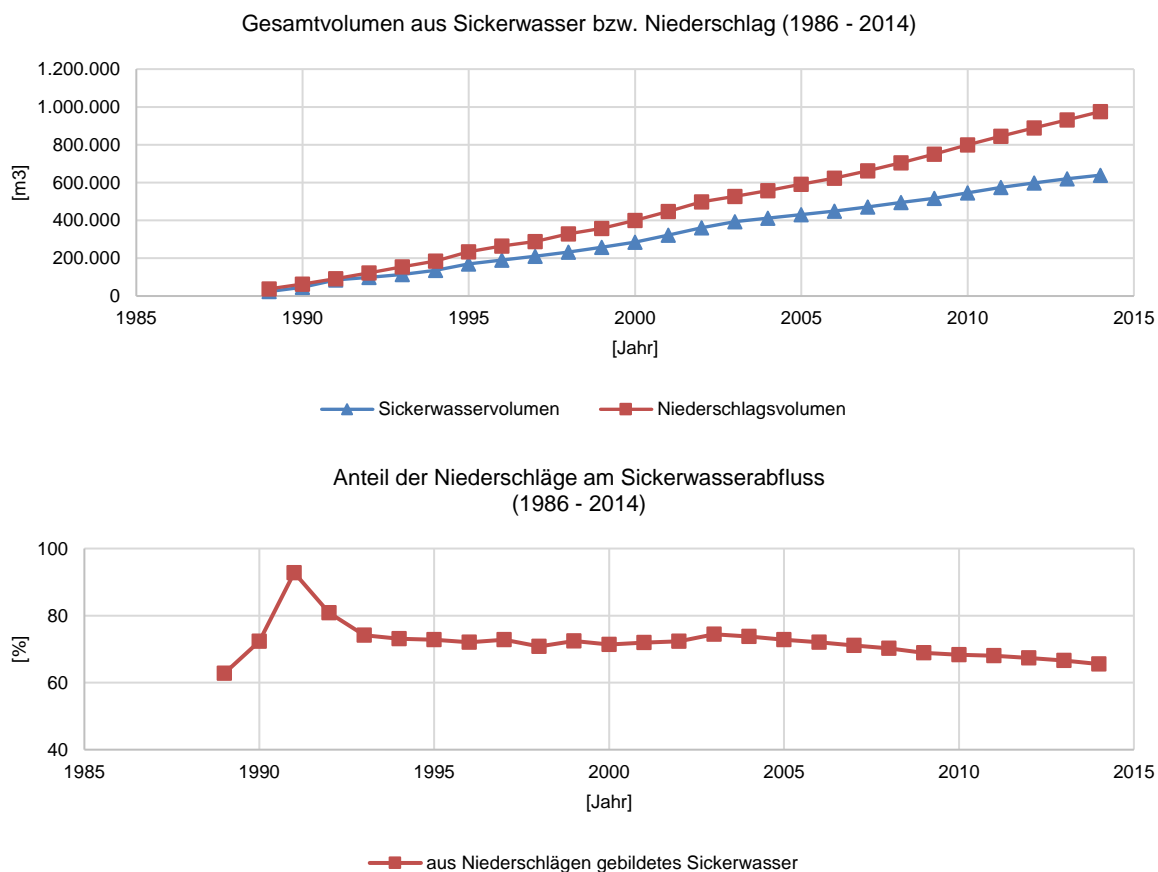 Gesamtvolumen aus Sickerwasser bzw. Niederschlag (1986 - 2014)
1.200.000
1.000.000
800.000
600.000
400.000
200.000
0
[m3]
1985 1990 1995 2000 2005 2010 2015
[Jahr]
Sickerwasservolumen Niederschlagsvolumen
Anteil der Niederschläge am Sickerwasserabfluss
(1986 - 2014)
100
80
60
40
[%]
1985 1990 1995 2000 2005 2010 2015
[Jahr]
aus Niederschlägen gebildetes Sickerwasser